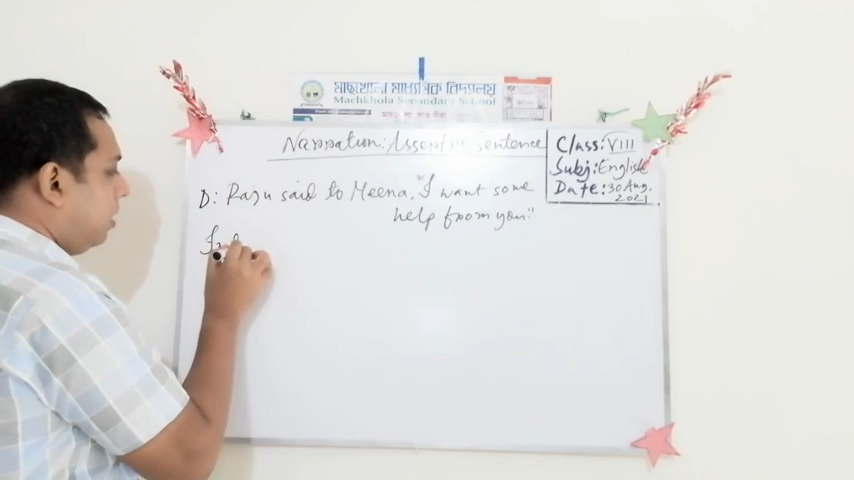 মাছখোলা মাধ্যমিক বিদ্যালয়
Machkhola Secondary School
Narration: Assertive Sentence
Class: VIII
Subj: English
Date: 30 Aug. 2021
D: Raju said to Meena, "I want some
help from you."
In